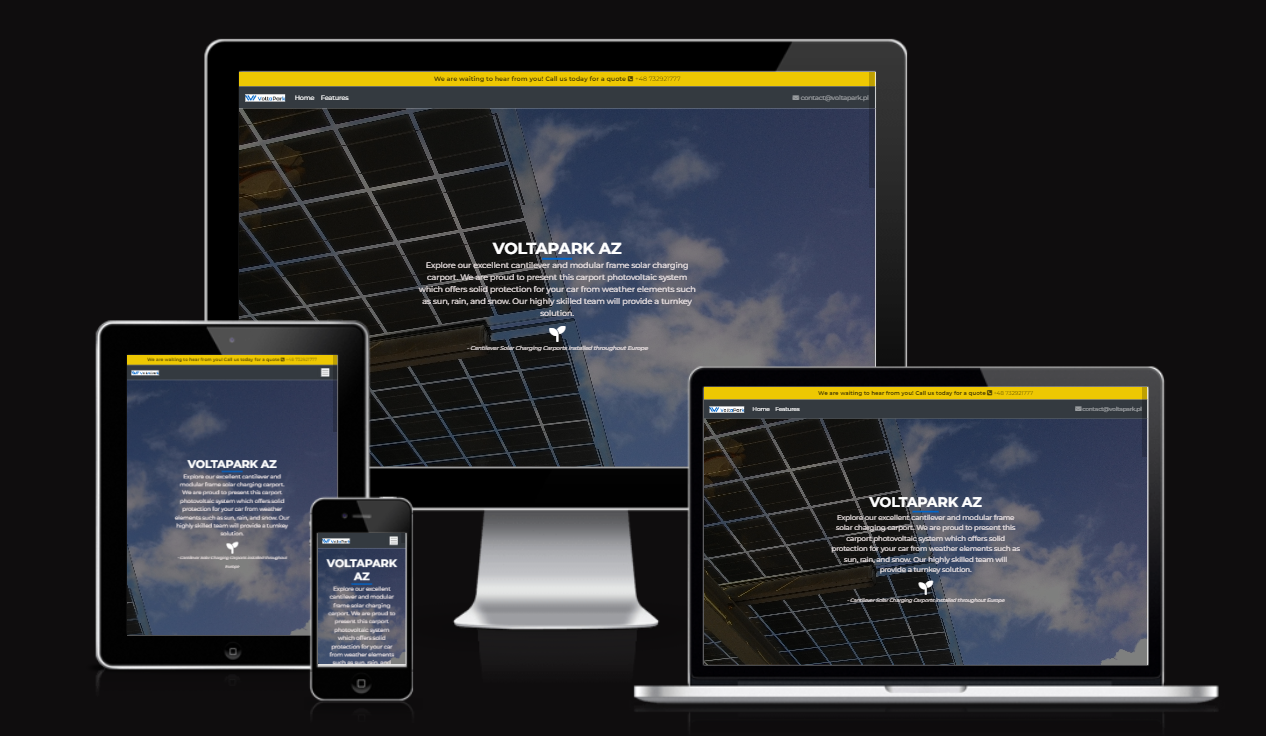 We are waiting to hear from you! Call us today for a quote +48 732921777
VoltaPark Home Features contact@voltapark.pl
VOLTAPARK AZ
Explore our excellent cantilever and modular frame solar charging
carport. We are proud to present this carport photovoltaic system
which offers solid protection for your car from weather elements such
as sun, rain, and snow. Our highly skilled team will provide a turnkey
solution.
- Cantilever Solar Charging Carports installed throughout Europe
We are waiting to hear from you! Call us today for a quote +48 732921777
VOLTAPARK AZ
Explore our excellent cantilever and
modular frame solar charging carport.
We are proud to present this carport
photovoltaic system which offers solid
protection for your car from weather
elements such as sun, rain, and snow. Our
highly skilled team will provide a turnkey
solution.
- Cantilever Solar Charging Carports installed throughout
Europe
VoltaPark
VOLTAPARK
AZ
Explore our excellent
cantilever and modular
frame solar charging
carport. We are proud to
present this carport
photovoltaic system
which offers solid
protection for your car
from weather elements
such as sun, rain, and
We are waiting to hear from you! Call us today for a quote +48 732921777
VoltaPark Home Features contact@voltapark.pl
VOLTAPARK AZ
Explore our excellent cantilever and modular frame
solar charging carport. We are proud to present this
carport photovoltaic system which offers solid
protection for your car from weather elements such as
sun, rain, and snow. Our highly skilled team will
provide a turnkey solution.
- Cantilever Solar Charging Carports installed throughout Europe